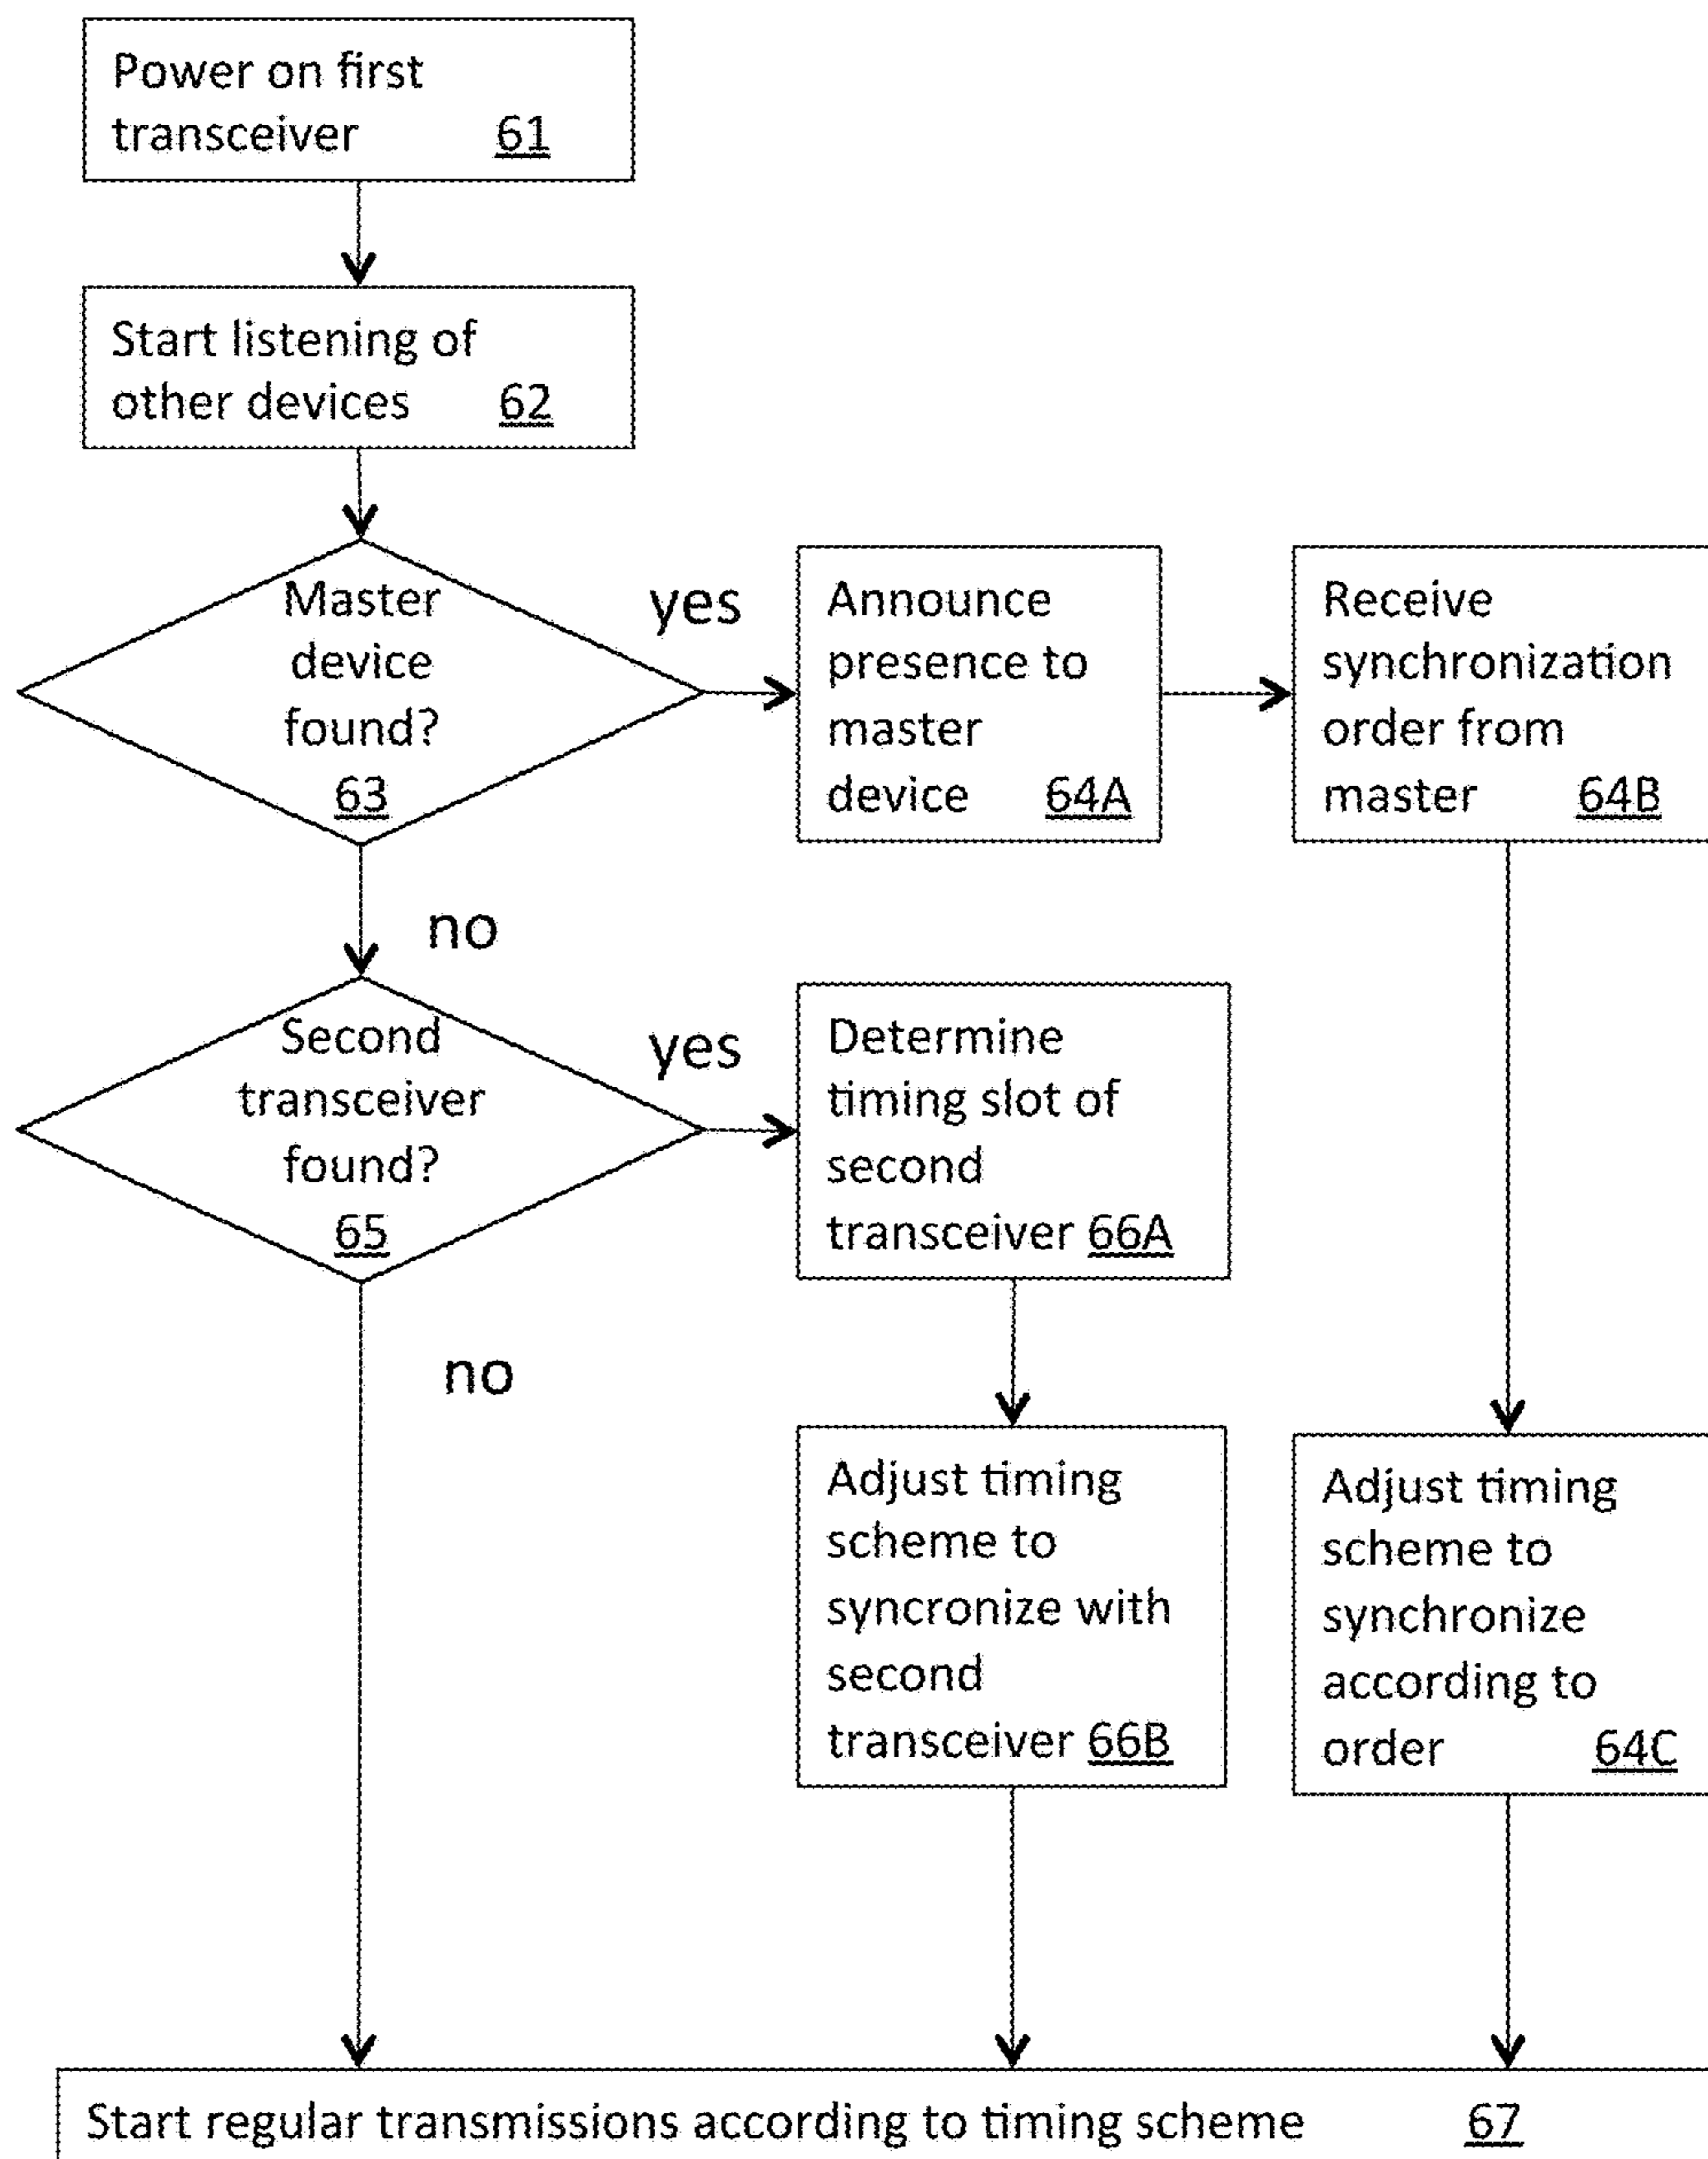 Power on first
transceiver 61
Start listening of
other devices 62
Master
device
found?
63
yes
Announce
presence to
master
device 64A
Receive
synchronization
order from
master 64B
no
Second
transceiver
found?
65
yes
Determine
timing slot of
second
transceiver 66A
no
Adjust timing
scheme to
syncronize with
second
transceiver 66B
Adjust timing
scheme to
synchronize
according to
order 64C
Start regular transmissions according to timing scheme 67